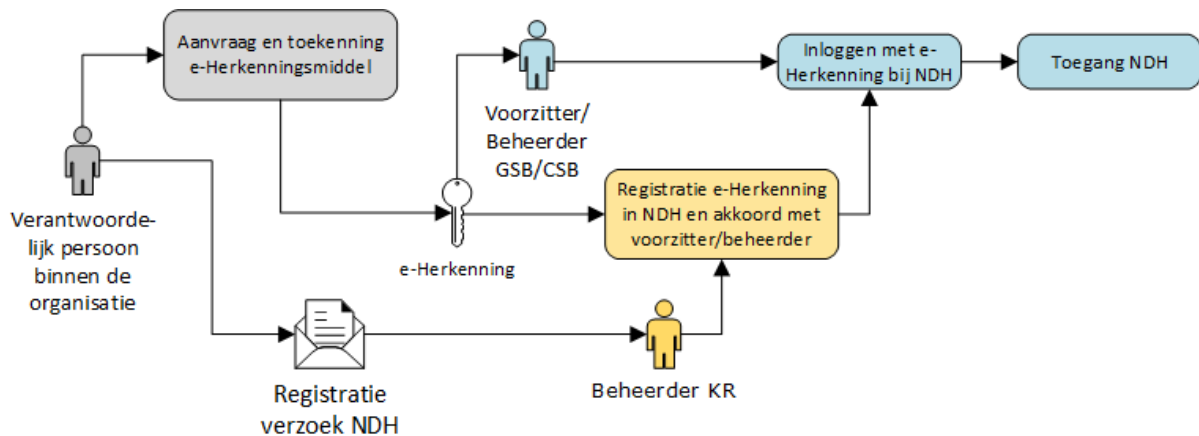 Aanvraag en toekenning
e-Herkenningsmiddel
Inloggen met e-
Herkenning bij NDH
Toegang NDH
Voorzitter/
Beheerder
GSB/CSB
Verantwoorde-
lijk persoon
binnen de
organisatie
Registratie e-Herkenning
in NDH en akkoord met
voorzitter/beheerder
e-Herkenning
Registratie
verzoek NDH
Beheerder KR